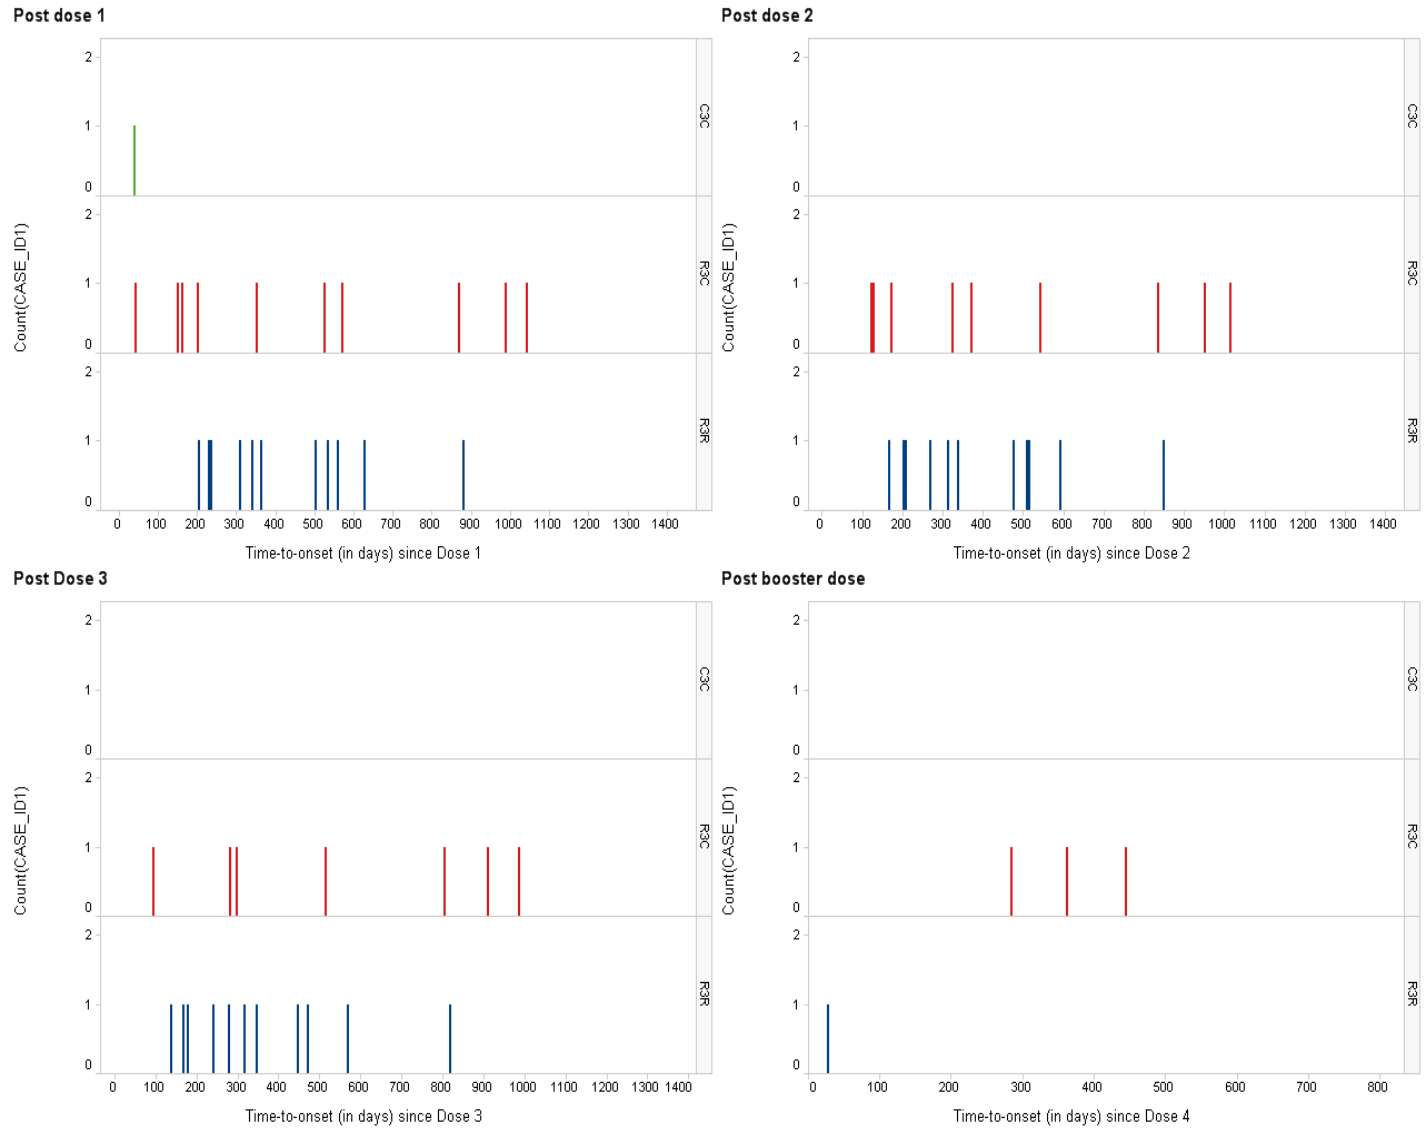 Post dose 1
Count(CASE_ID1)
2
1
0
C3C
2
1
0
R3C
2
1
0
R3R
0 100 200 300 400 500 600 700 800 900 1000 1100 1200 1300 1400
Time-to-onset (in days) since Dose 1
Post dose 2
Count(CASE_ID1)
2
1
0
C3C
2
1
0
R3C
2
1
0
R3R
0 100 200 300 400 500 600 700 800 900 1000 1100 1200 1300 1400
Time-to-onset (in days) since Dose 2
Post Dose 3
Count(CASE_ID1)
2
1
0
C3C
2
1
0
R3C
2
1
0
R3R
0 100 200 300 400 500 600 700 800 900 1000 1100 1200 1300 1400
Time-to-onset (in days) since Dose 3
Post booster dose
Count(CASE_ID1)
2
1
0
C3C
2
1
0
R3C
2
1
0
R3R
0 100 200 300 400 500 600 700 800
Time-to-onset (in days) since Dose 4